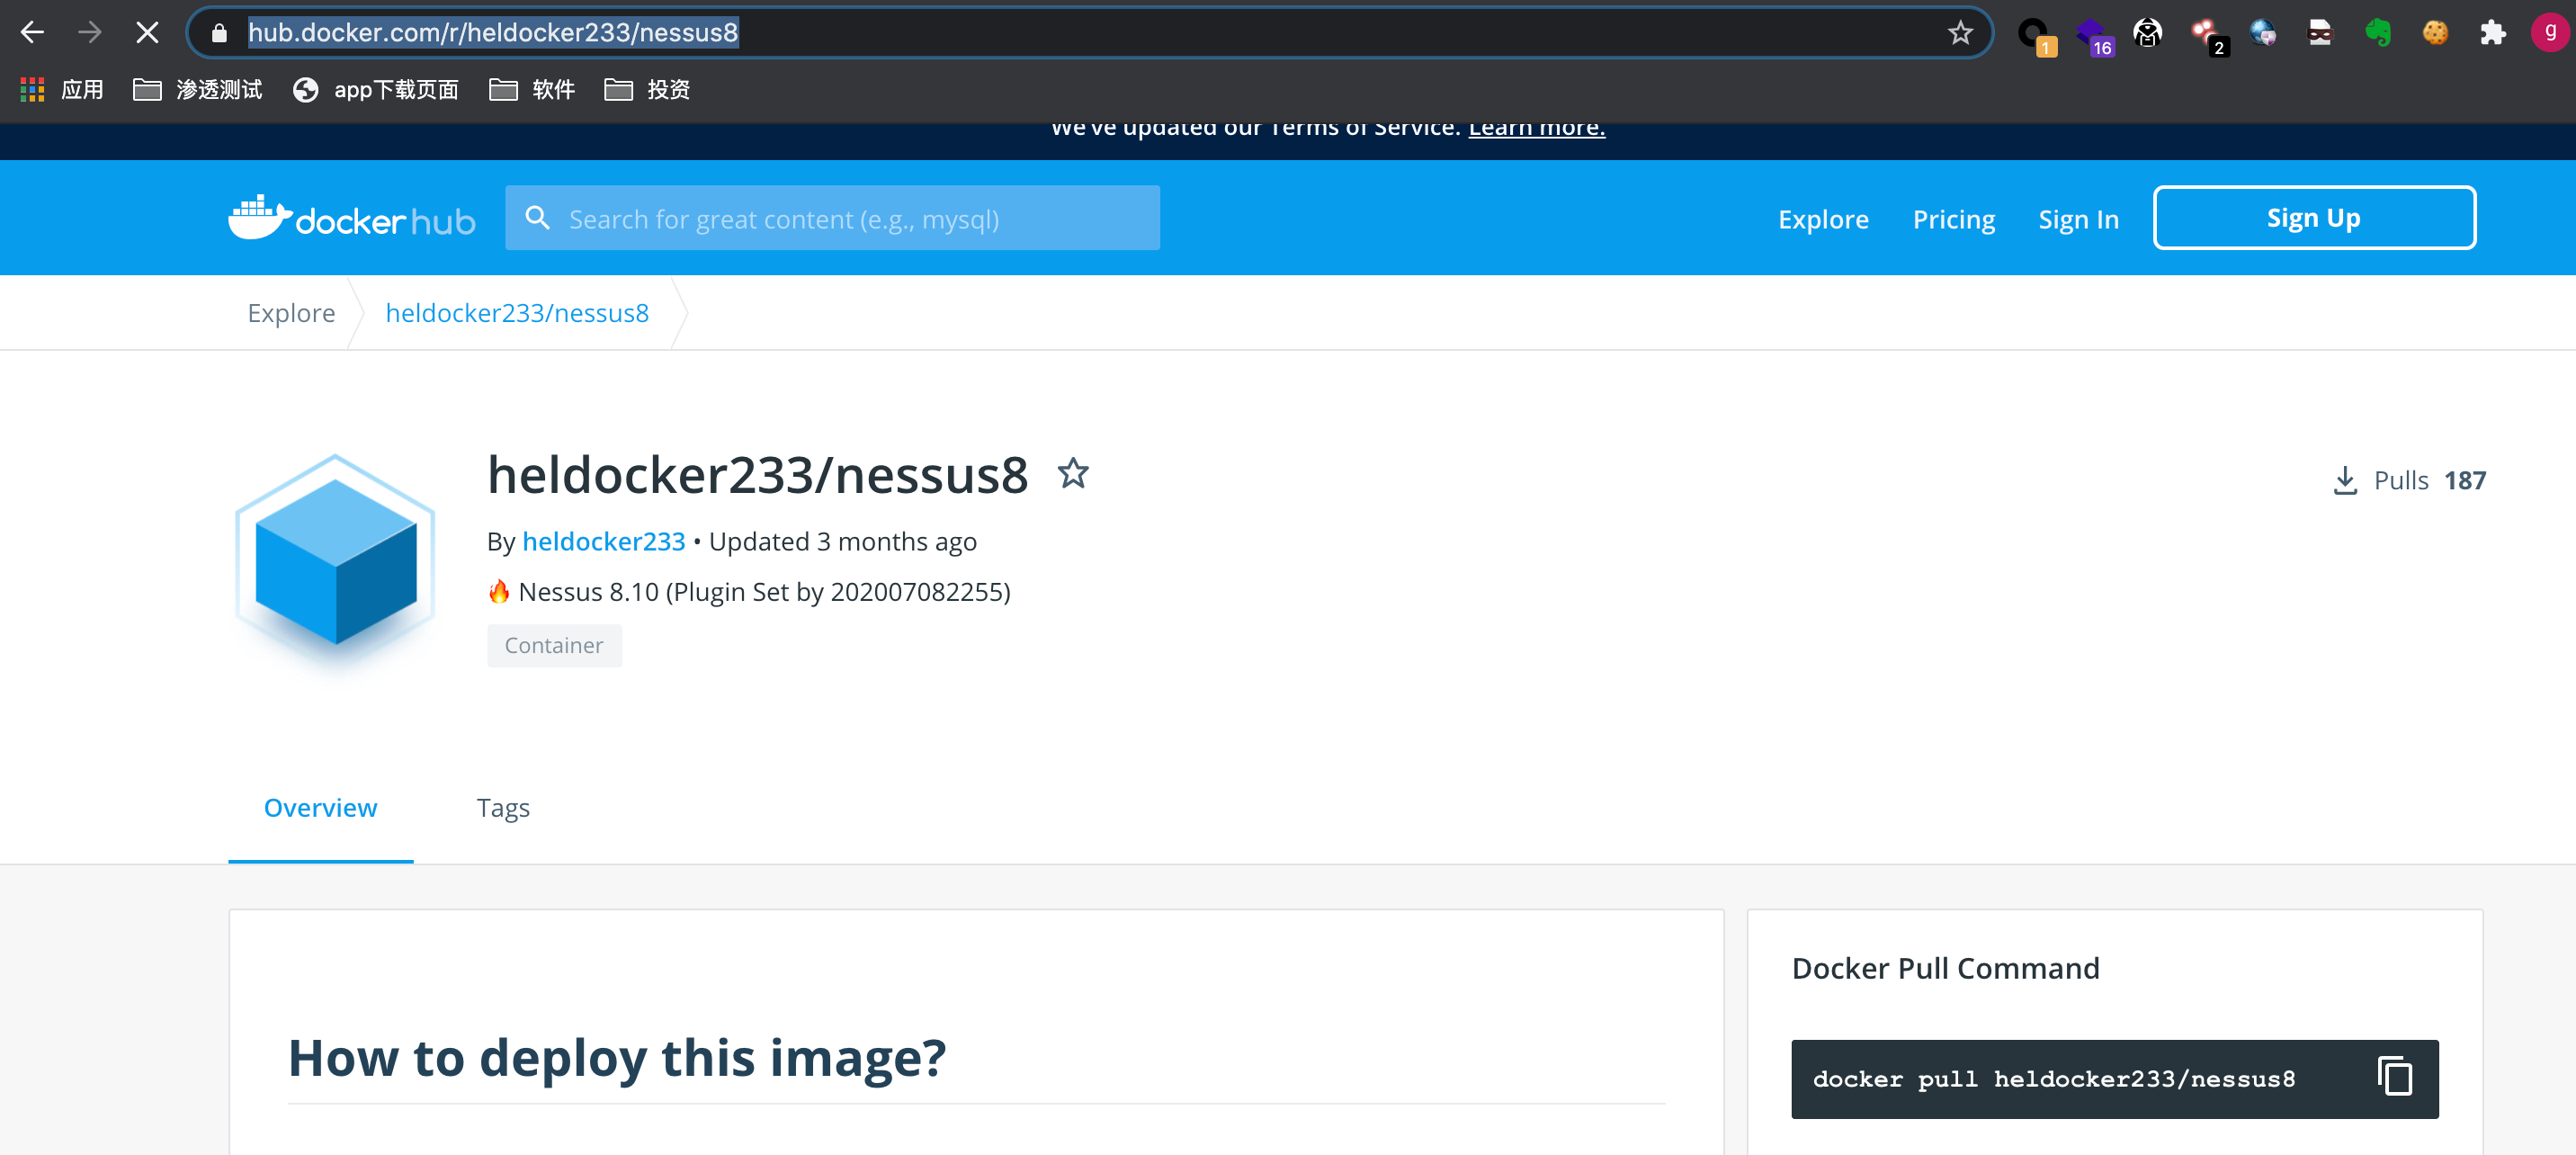 hub.docker.com/r/heldocker233/nessus8
1
16
2
g
应用
渗透测试
app下载页面
软件
投资
We've updated our Terms of Service. Learn more.
docker hub
Search for great content (e.g., mysql)
Explore
Pricing
Sign In
Sign Up
Explore
heldocker233/nessus8
heldocker233/nessus8
Pulls 187
By heldocker233 • Updated 3 months ago
🔥 Nessus 8.10 (Plugin Set by 202007082255)
Container
Overview
Tags
How to deploy this image?
Docker Pull Command
docker pull heldocker233/nessus8